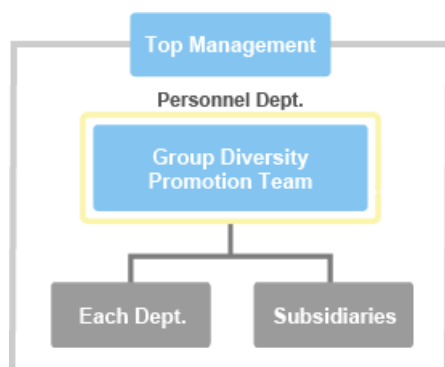 Top Management
Personnel Dept.
Group Diversity
Promotion Team
Each Dept.
Subsidiaries